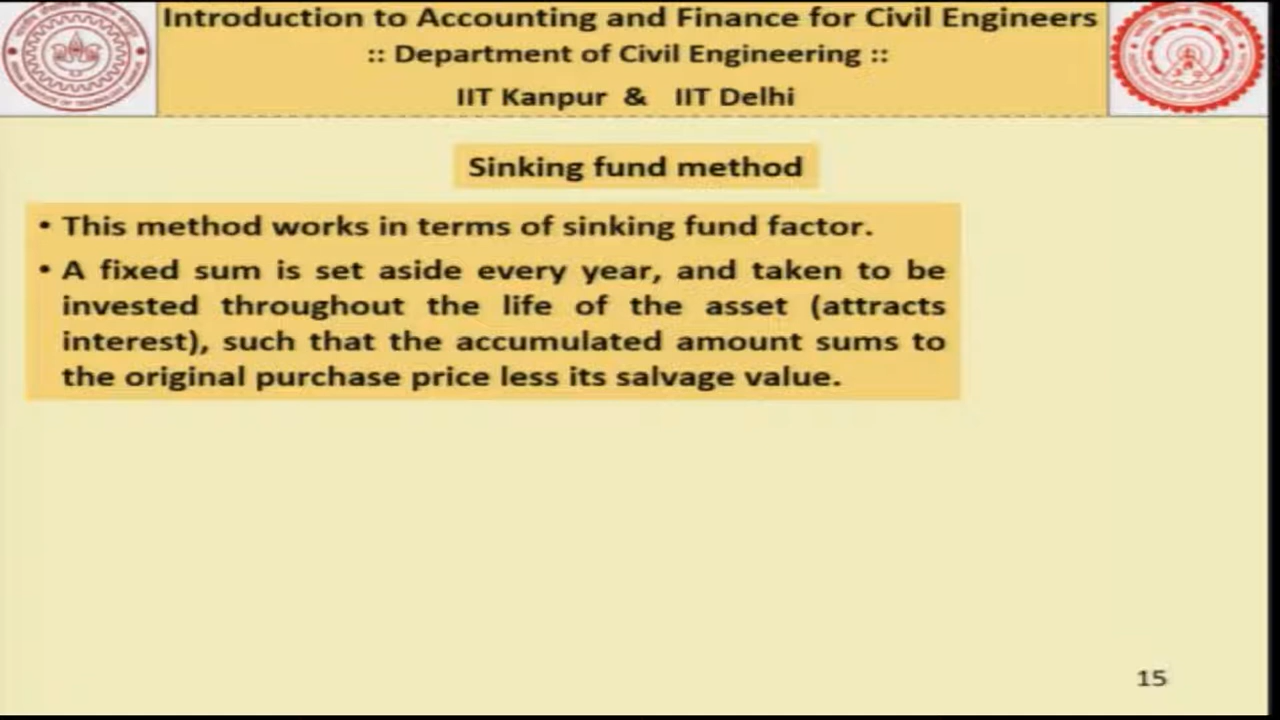 Introduction to Accounting and Finance for Civil Engineers
:: Department of Civil Engineering ::
IIT Kanpur & IIT Delhi
Sinking fund method
• This method works in terms of sinking fund factor.
• A fixed sum is set aside every year, and taken to be
invested throughout the life of the asset (attracts
interest), such that the accumulated amount sums to
the original purchase price less its salvage value.
15